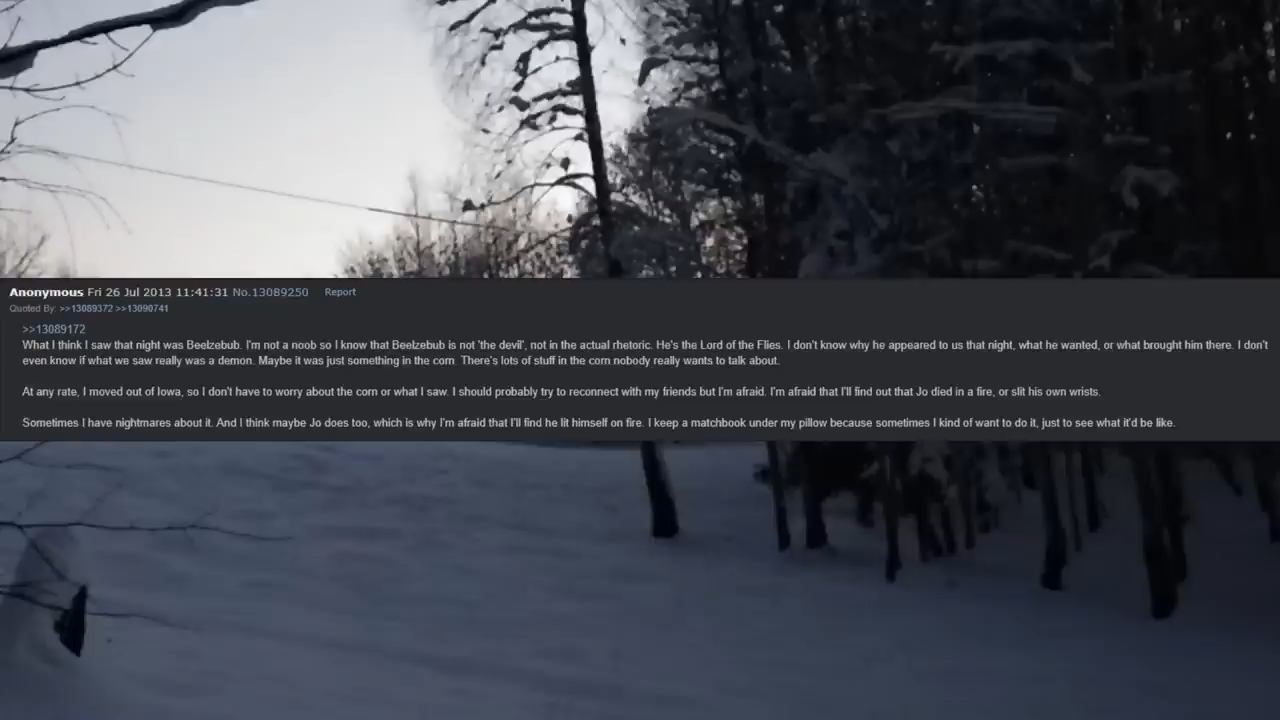 Anonymous Fri 26 Jul 2013 11:41:31 No.13089250 Report
Quoted By: >>13089372 >>13090741
>>13089172
What I think I saw that night was Beelzebub. I'm not a noob so I know that Beelzebub is not 'the devil', not in the actual rhetoric. He's the Lord of the Flies. I don't know why he appeared to us that night, what he wanted, or what brought him there. I don't
even know if what we saw really was a demon. Maybe it was just something in the corn. There's lots of stuff in the corn nobody really wants to talk about.
At any rate, I moved out of Iowa, so I don't have to worry about the corn or what I saw. I should probably try to reconnect with my friends but I'm afraid. I'm afraid that I'll find out that Jo died in a fire, or slit his own wrists.
Sometimes I have nightmares about it. And I think maybe Jo does too, which is why I'm afraid that I'll find he lit himself on fire. I keep a matchbook under my pillow because sometimes I kind of want to do it, just to see what it'd be like.